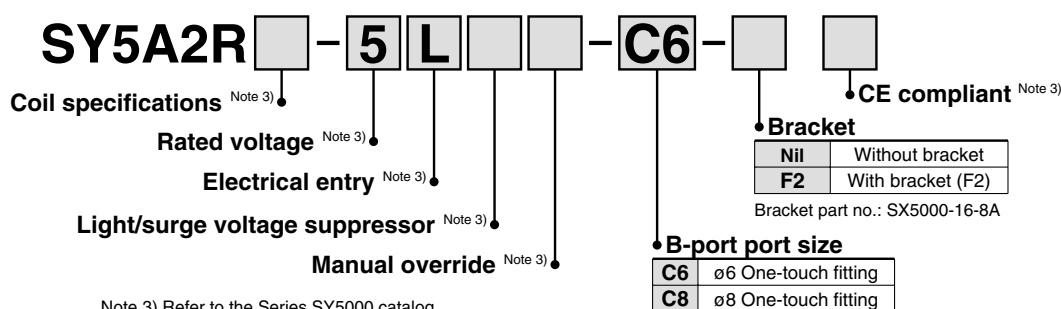 SY5A2R - 5 L - C6 -
Coil specifications Note 3)
CE compliant Note 3)
Bracket
Rated voltage Note 3)
Nil Without bracket
Electrical entry Note 3)
F2 With bracket (F2)
Bracket part no.: SX5000-16-8A
Light/surge voltage suppressor Note 3)
B-port port size
Manual override Note 3)
C6 ø6 One-touch fitting
C8 ø8 One-touch fitting
Note 3) Refer to the Series SY5000 catalog